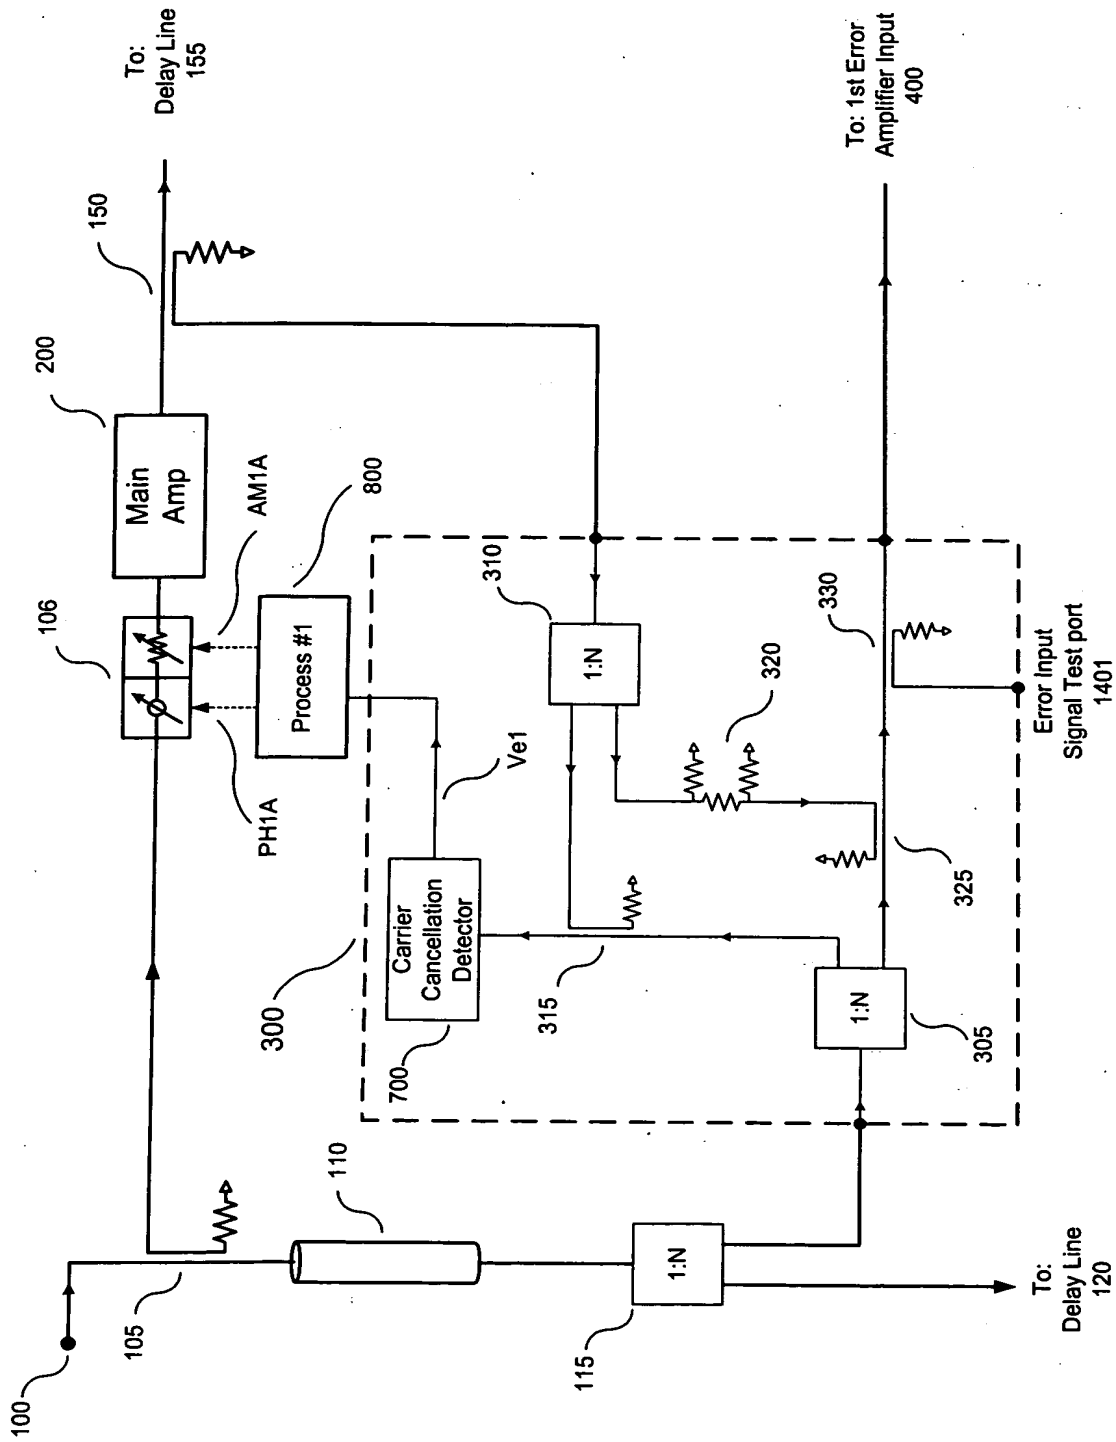 To:
Delay Line
155
150
200
Main
Amp
AM1A
800
106
Process #1
PH1A
To: 1st Error
Amplifier Input
400
310
1:N
330
320
Error Input
Signal Test port
1401
Ve1
Carrier
Cancellation
Detector
325
300
315
700
1:N
305
110
1:N
115
To:
Delay Line
120
105
100